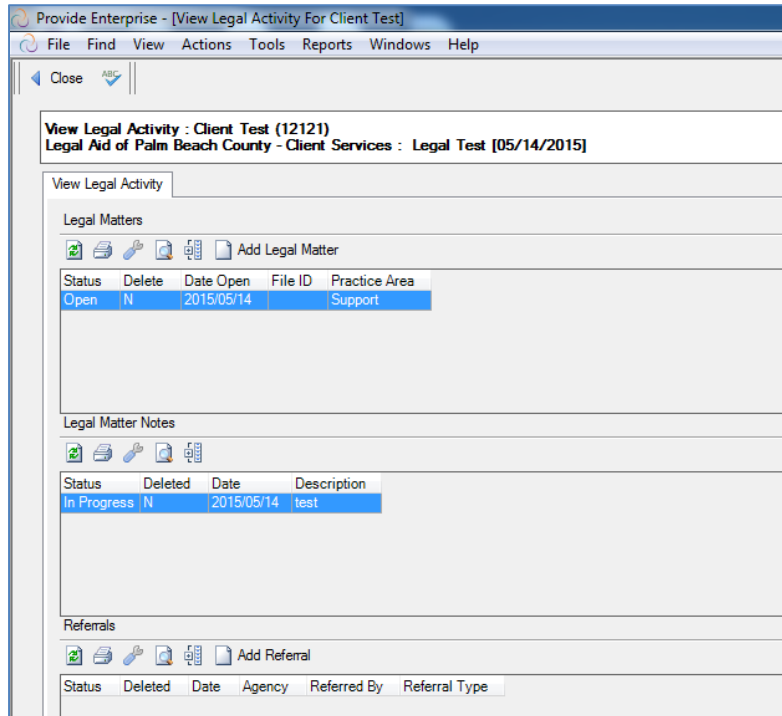 Provide Enterprise - [View Legal Activity For Client Test]
File Find View Actions Tools Reports Windows Help
Close ABC
View Legal Activity : Client Test (12121)
Legal Aid of Palm Beach County - Client Services : Legal Test [05/14/2015]
View Legal Activity
Legal Matters
Add Legal Matter
Status Delete Date Open File ID Practice Area
Open N 2015/05/14 Support
Legal Matter Notes
Status Deleted Date Description
In Progress N 2015/05/14 test
Referrals
Add Referral
Status Deleted Date Agency Referred By Referral Type